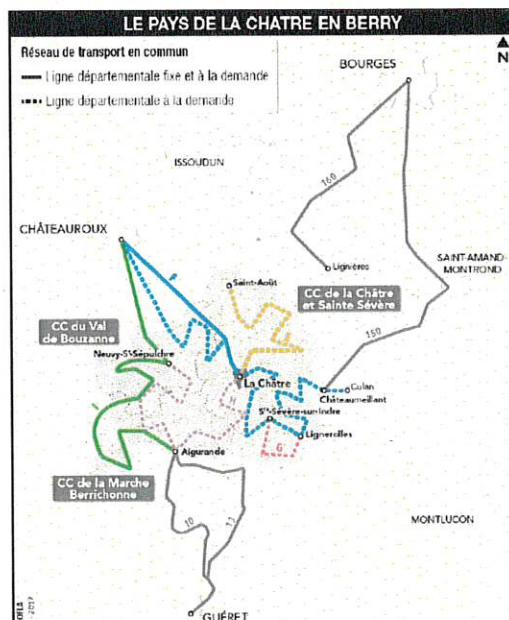 LE PAYS DE LA CHATRE EN BERRY
Réseau de transport en commun
Ligne départementale fixe et à la demande
Ligne départementale à la demande
N
BOURGES
ISSOUDUN
160
CHÂTEAUROUX
SAINT-AMAND-
MONTROND
Lignières
Saint-Août
CC de la Châtre
et Sainte Sévère
CC du Val
de Bouzanne
150
Neuvy-St-Sépulchre
La Châtre
Culan
Châteaumeillant
Ste-Sévère-sur-Indre
Lignerolles
G
Aigurande
CC de la Marche
Berrichonne
10
13
MONTLUCON
GUÉRET
2017